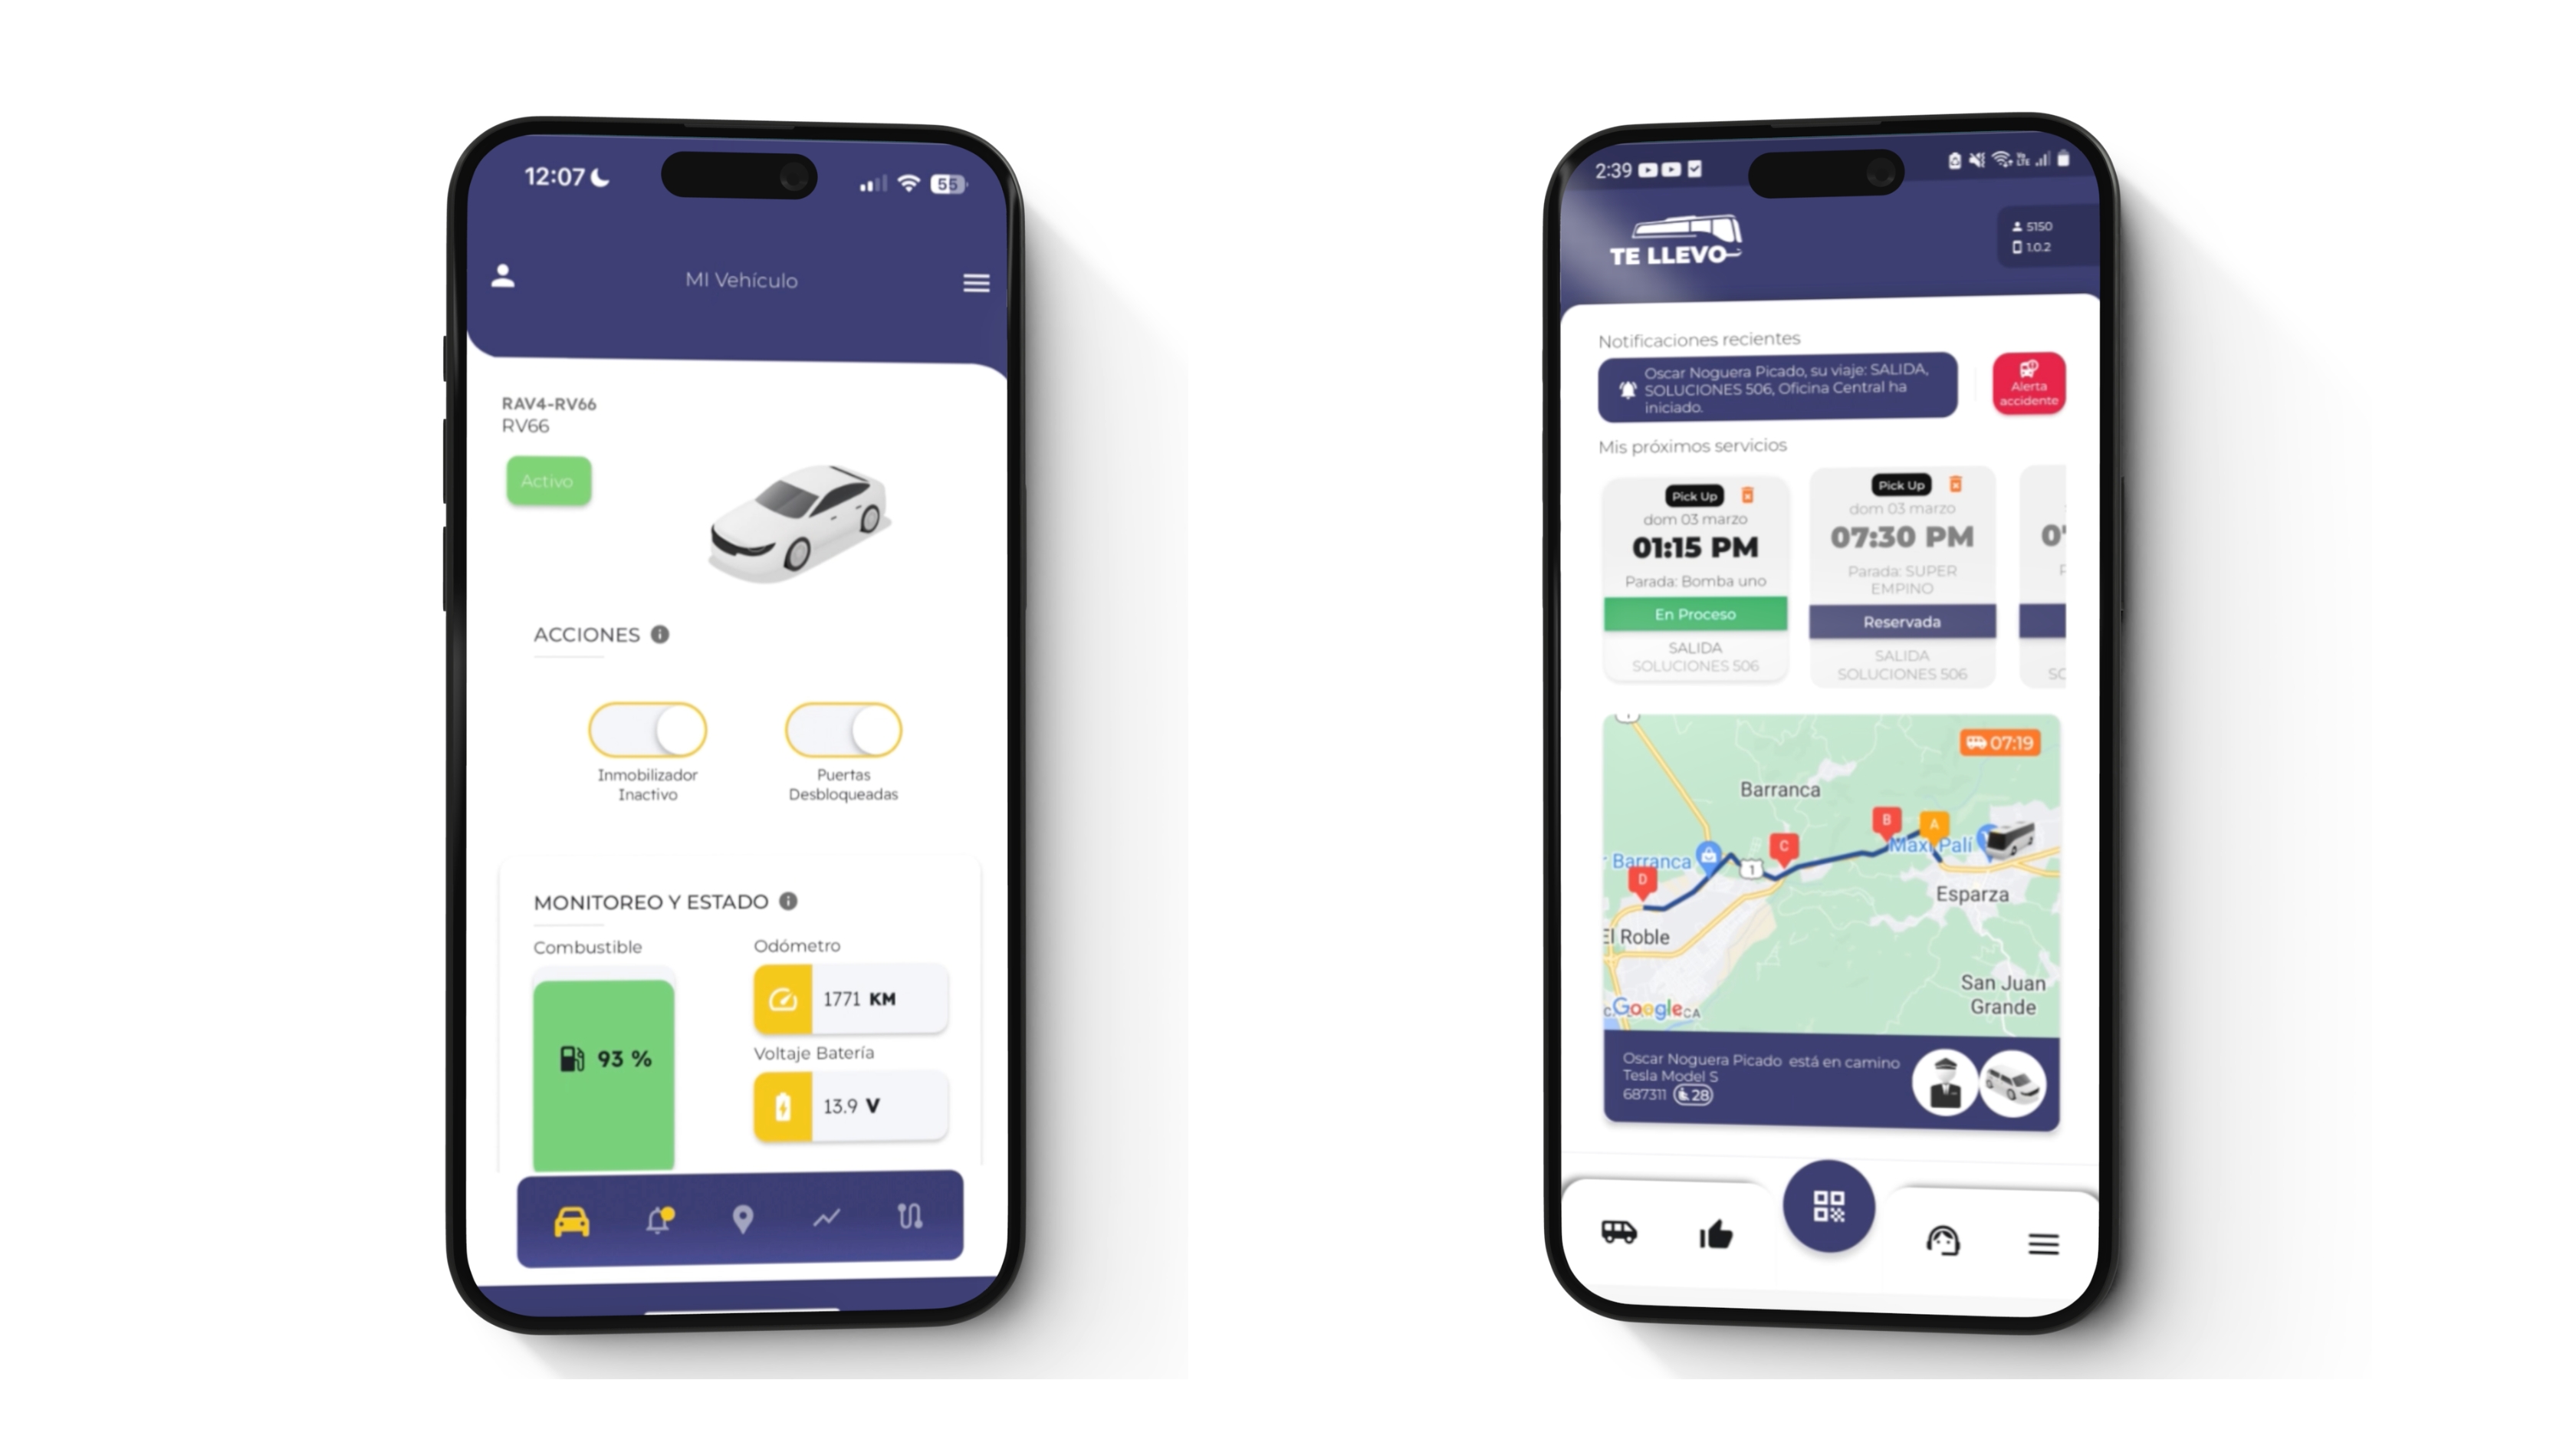 12:07
55
MI Vehículo
RAV4-RV66
RV66
Activo
ACCIONES
Inmobilizador
Inactivo
Puertas
Desbloqueadas
MONITOREO Y ESTADO
Combustible
Odómetro
1771 KM
93 %
Voltaje Batería
13.9 V
2:39
LTE
TE LLEVO
5150
1.0.2
Notificaciones recientes
Oscar Noguera Picado, su viaje: SALIDA,
SOLUCIONES 506, Oficina Central ha
iniciado.
Alerta
accidente
Mis próximos servicios
Pick Up
dom 03 marzo
01:15 PM
Parada: Bomba uno
En Proceso
SALIDA
SOLUCIONES 506
Pick Up
dom 03 marzo
07:30 PM
Parada: SUPER
EMPINO
Reservada
SALIDA
SOLUCIONES 506
07:19
Barranca
B
A
Maxi Palí
C
Barranca
1
D
Esparza
El Roble
San Juan
Grande
Google
Oscar Noguera Picado está en camino
Tesla Model S
687311 28